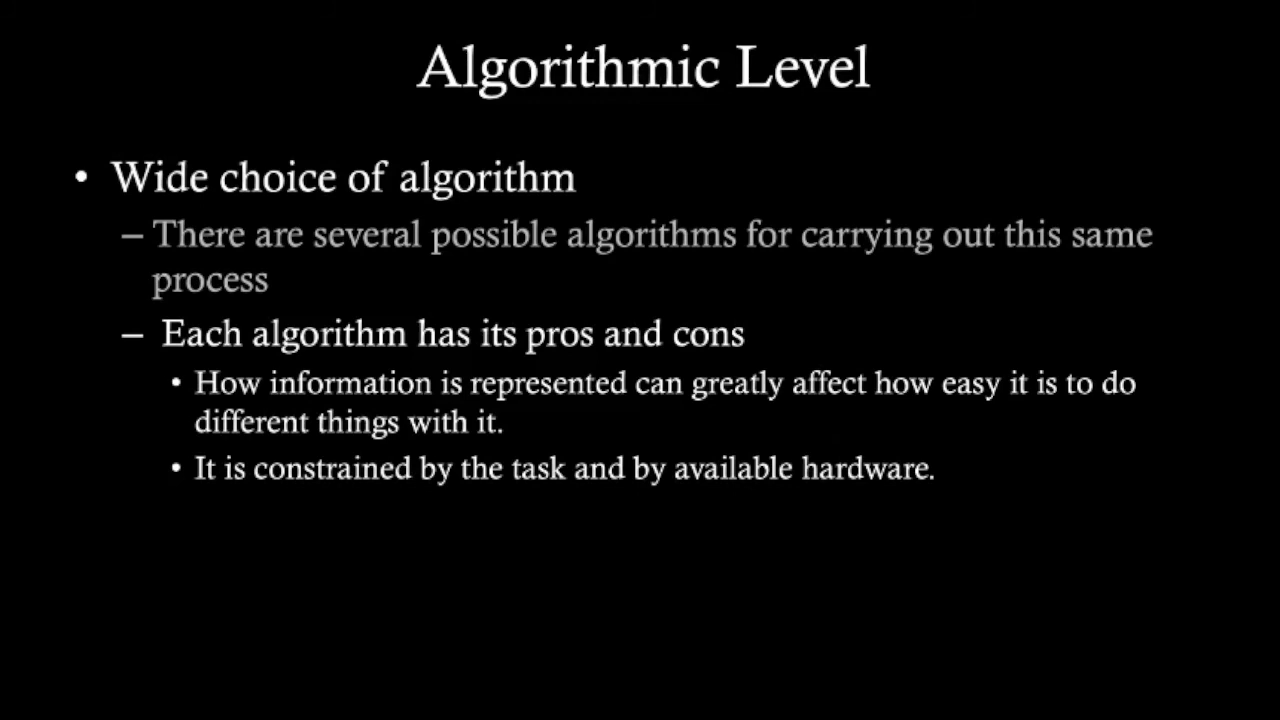 Algorithmic Level
• Wide choice of algorithm
– There are several possible algorithms for carrying out this same
process
– Each algorithm has its pros and cons
• How information is represented can greatly affect how easy it is to do
different things with it.
• It is constrained by the task and by available hardware.